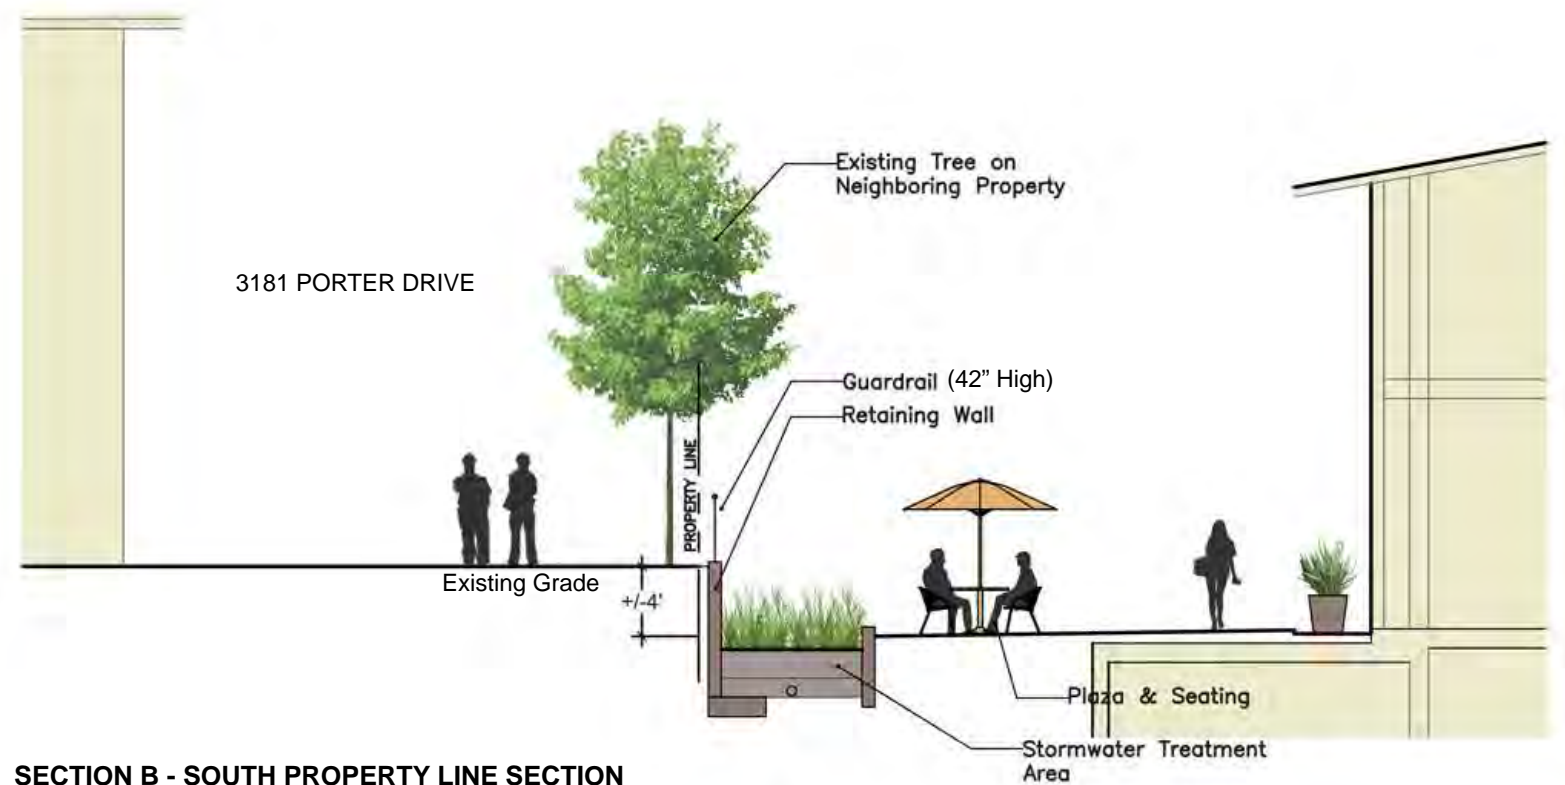 Existing Tree on
Neighboring Property
3181 PORTER DRIVE
Guardrail (42” High)
Retaining Wall
PROPERTY LINE
Existing Grade
+/-4'
Plaza & Seating
Stormwater Treatment
Area
SECTION B - SOUTH PROPERTY LINE SECTION